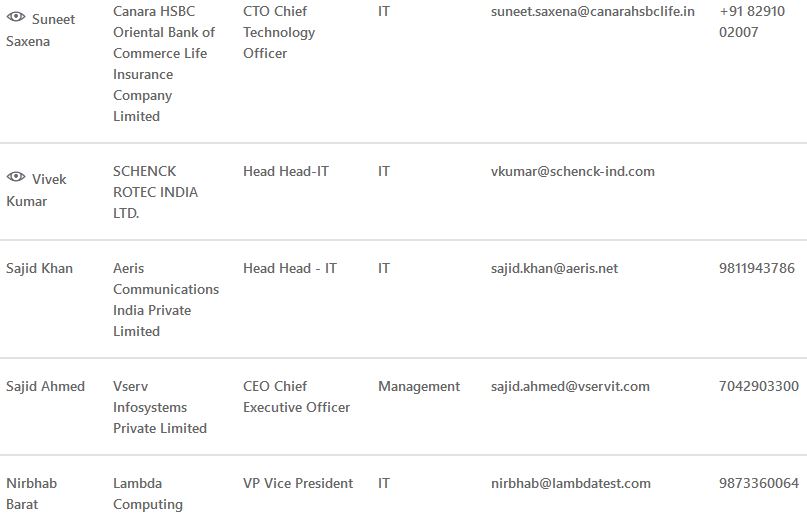 Suneet Saxena	Canara HSBC Oriental Bank of Commerce Life Insurance Company Limited	CTO Chief Technology Officer	IT	suneet.saxena@canarahsbclife.in	+91 82910 02007
Vivek Kumar	SCHENCK ROTEC INDIA LTD.	Head Head-IT	IT	vkumar@schenck-ind.com
Sajid Khan	Aeris Communications India Private Limited	Head Head - IT	IT	sajid.khan@aeris.net	9811943786
Sajid Ahmed	Vserv Infosystems Private Limited	CEO Chief Executive Officer	Management	sajid.ahmed@vservit.com	7042903300
Nirbhab Barat	Lambda Computing	VP Vice President	IT	nirbhab@lambdatest.com	9873360064